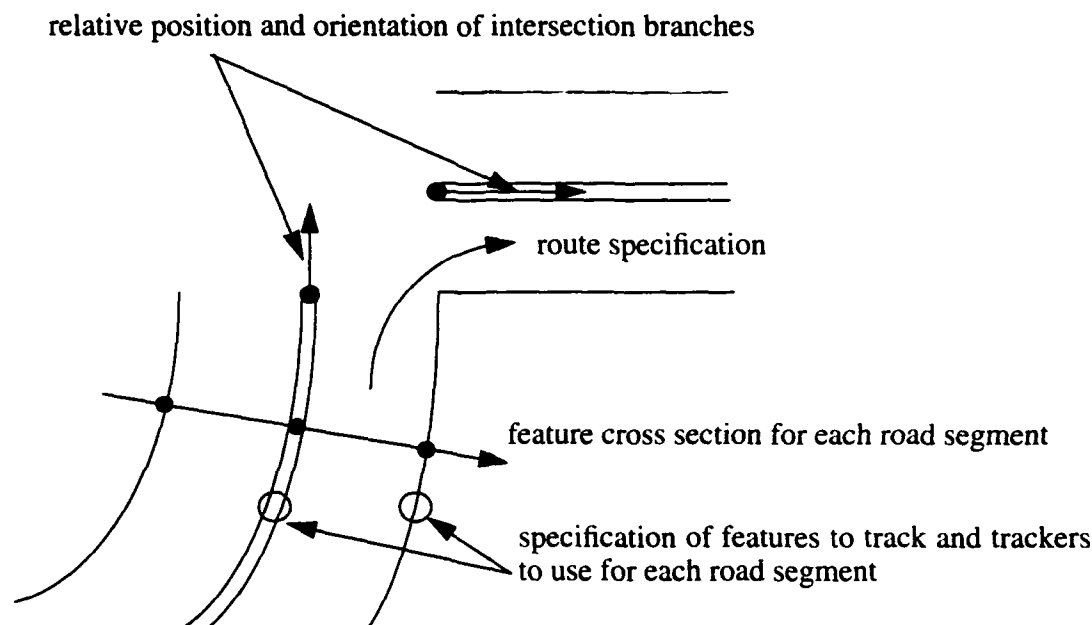 relative position and orientation of intersection branches
route specification
feature cross section for each road segment
specification of features to track and trackers
to use for each road segment